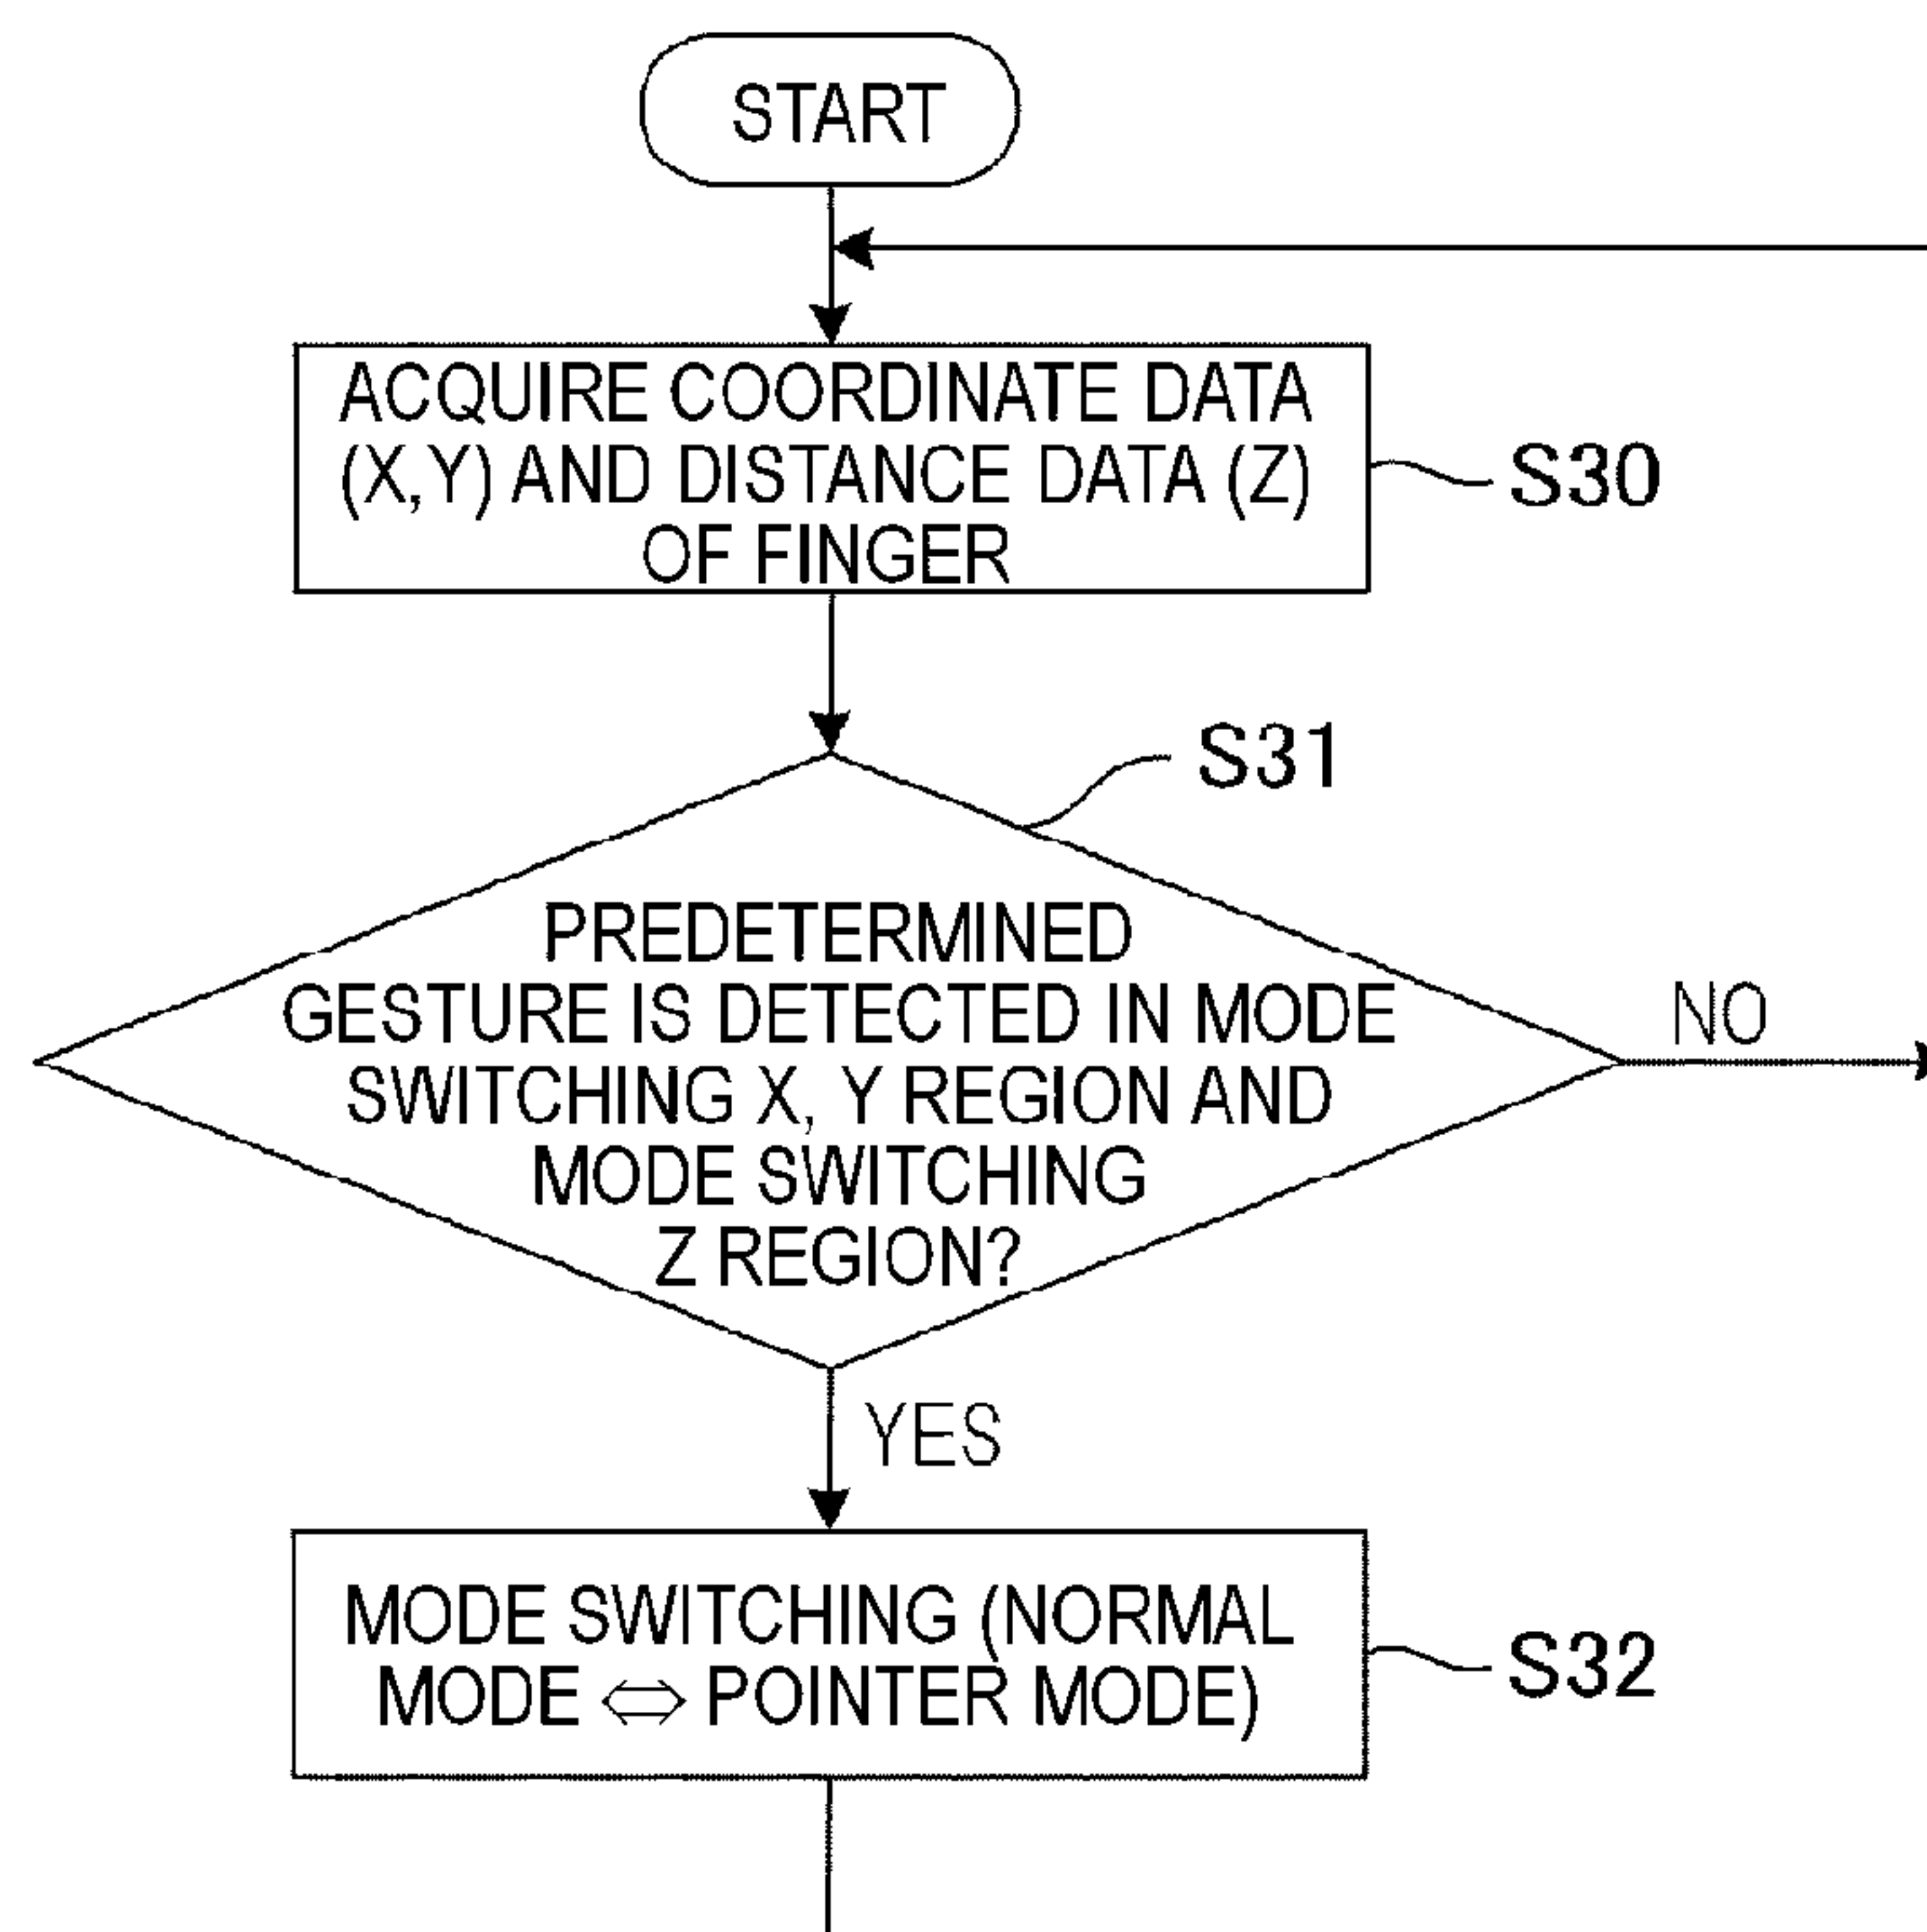 START
ACQUIRE COORDINATE DATA
(X,Y) AND DISTANCE DATA (Z)
OF FINGER
S30
S31
PREDETERMINED
GESTURE IS DETECTED IN MODE
SWITCHING X, Y REGION AND
MODE SWITCHING
Z REGION?
NO
YES
MODE SWITCHING (NORMAL
MODE ⇔ POINTER MODE)
S32